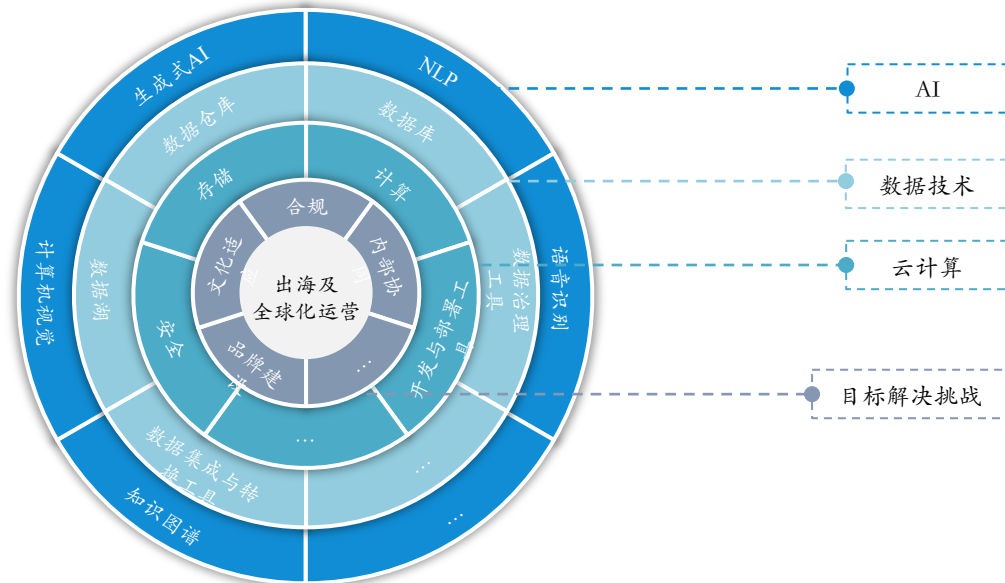 生成式AI
NLP
AI
数据仓库
数据库
数据技术
存储
计算
合规
文化适
内部协
云计算
出海及
全球化运营
计算机视觉
数据湖
安全
数据治理
工具
语音识别
开发与部署工
具
品牌建
…
目标解决挑战
…
数据集成与转
换工具
…
知识图谱
…